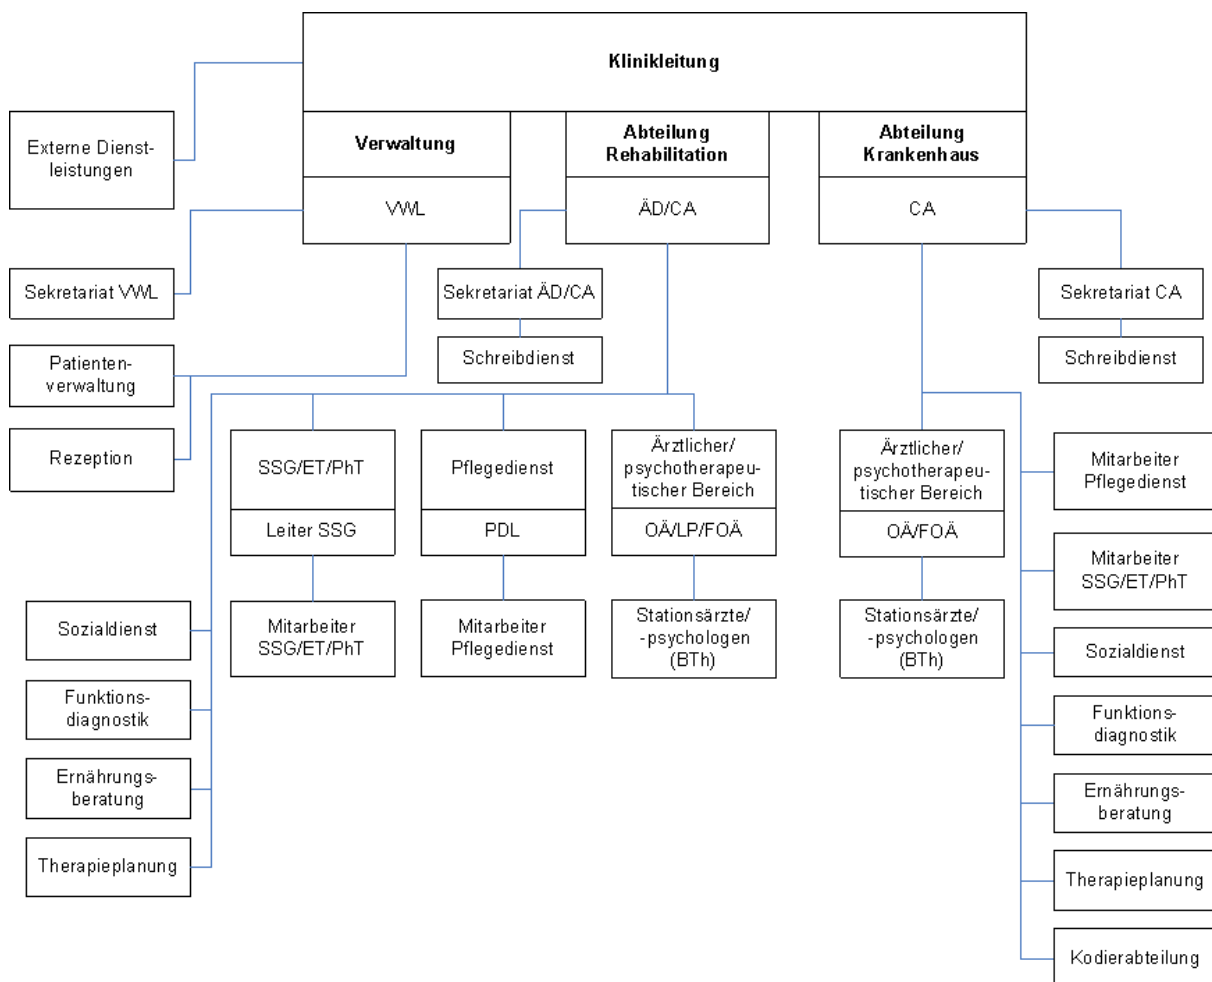 Klinikleitung
Externe Dienst-
leistungen
Verwaltung
VWL
Abteilung
Rehabilitation
ÄD/CA
Abteilung
Krankenhaus
CA
Sekretariat VWL
Sekretariat ÄD/CA
Schreibdienst
Sekretariat CA
Schreibdienst
Patienten-
verwaltung
Rezeption
SSG/ET/PhT
Leiter SSG
Mitarbeiter
SSG/ET/PhT
Pflegedienst
PDL
Mitarbeiter
Pflegedienst
Ärztlicher/
psychotherapeu-
tischer Bereich
OÄ/LP/FOÄ
Stationsärzte/
-psychologen
(BTh)
Ärztlicher/
psychotherapeu-
tischer Bereich
OÄ/FOÄ
Stationsärzte/
-psychologen
(BTh)
Sozialdienst
Funktions-
diagnostik
Ernährungs-
beratung
Therapieplanung
Mitarbeiter
Pflegedienst
Mitarbeiter
SSG/ET/PhT
Sozialdienst
Funktions-
diagnostik
Ernährungs-
beratung
Therapieplanung
Kodierabteilung